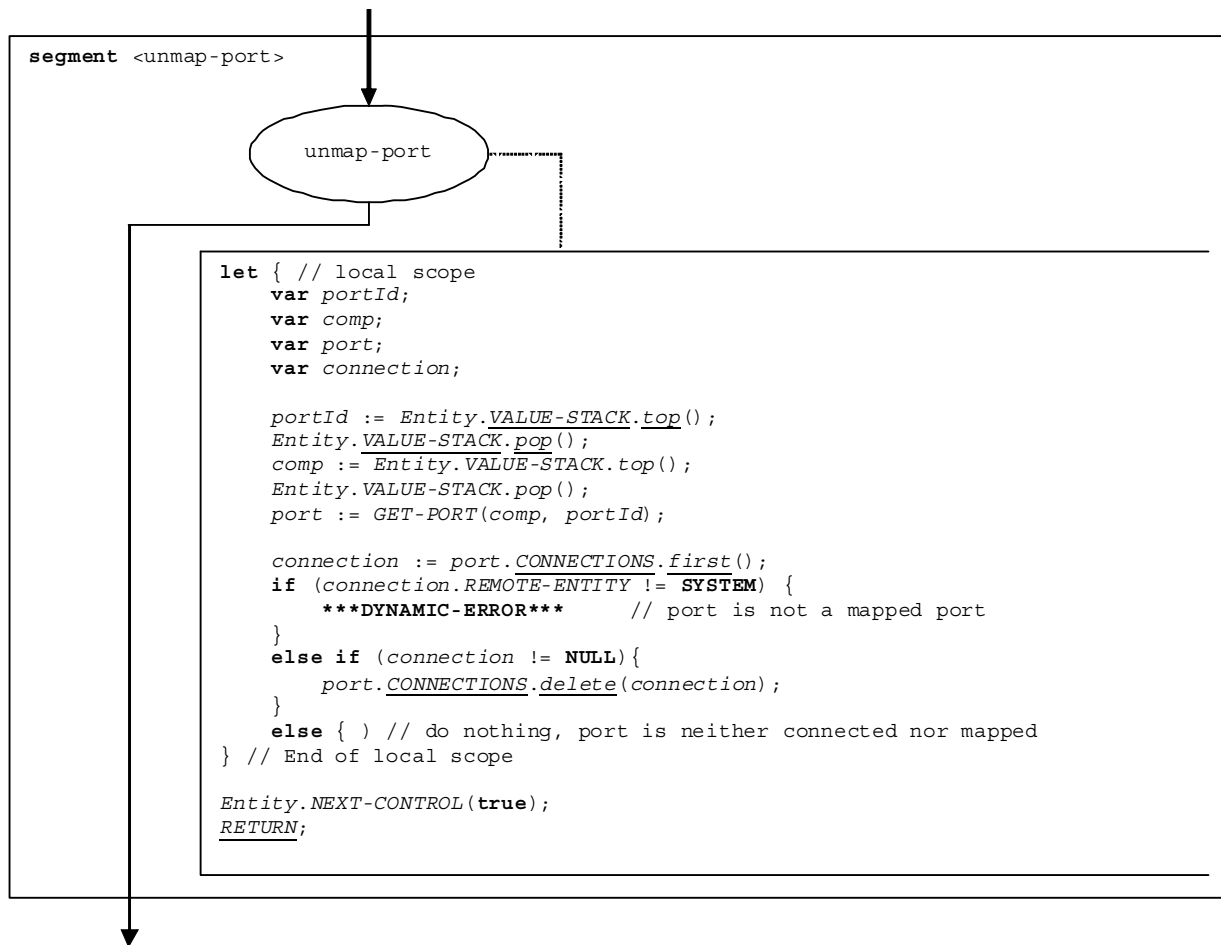 segment <unmap-port>
unmap-port
let { // local scope
var portId;
var comp;
var port;
var connection;
portId := Entity.VALUE-STACK.top();
Entity.VALUE-STACK.pop();
comp := Entity.VALUE-STACK.top();
Entity.VALUE-STACK.pop();
port := GET-PORT(comp, portId);
connection := port.CONNECTIONS.first();
if (connection.REMOTE-ENTITY != SYSTEM) {
***DYNAMIC-ERROR*** // port is not a mapped port
}
else if (connection != NULL){
port.CONNECTIONS.delete(connection);
}
else { ) // do nothing, port is neither connected nor mapped
} // End of local scope
Entity.NEXT-CONTROL(true);
RETURN;